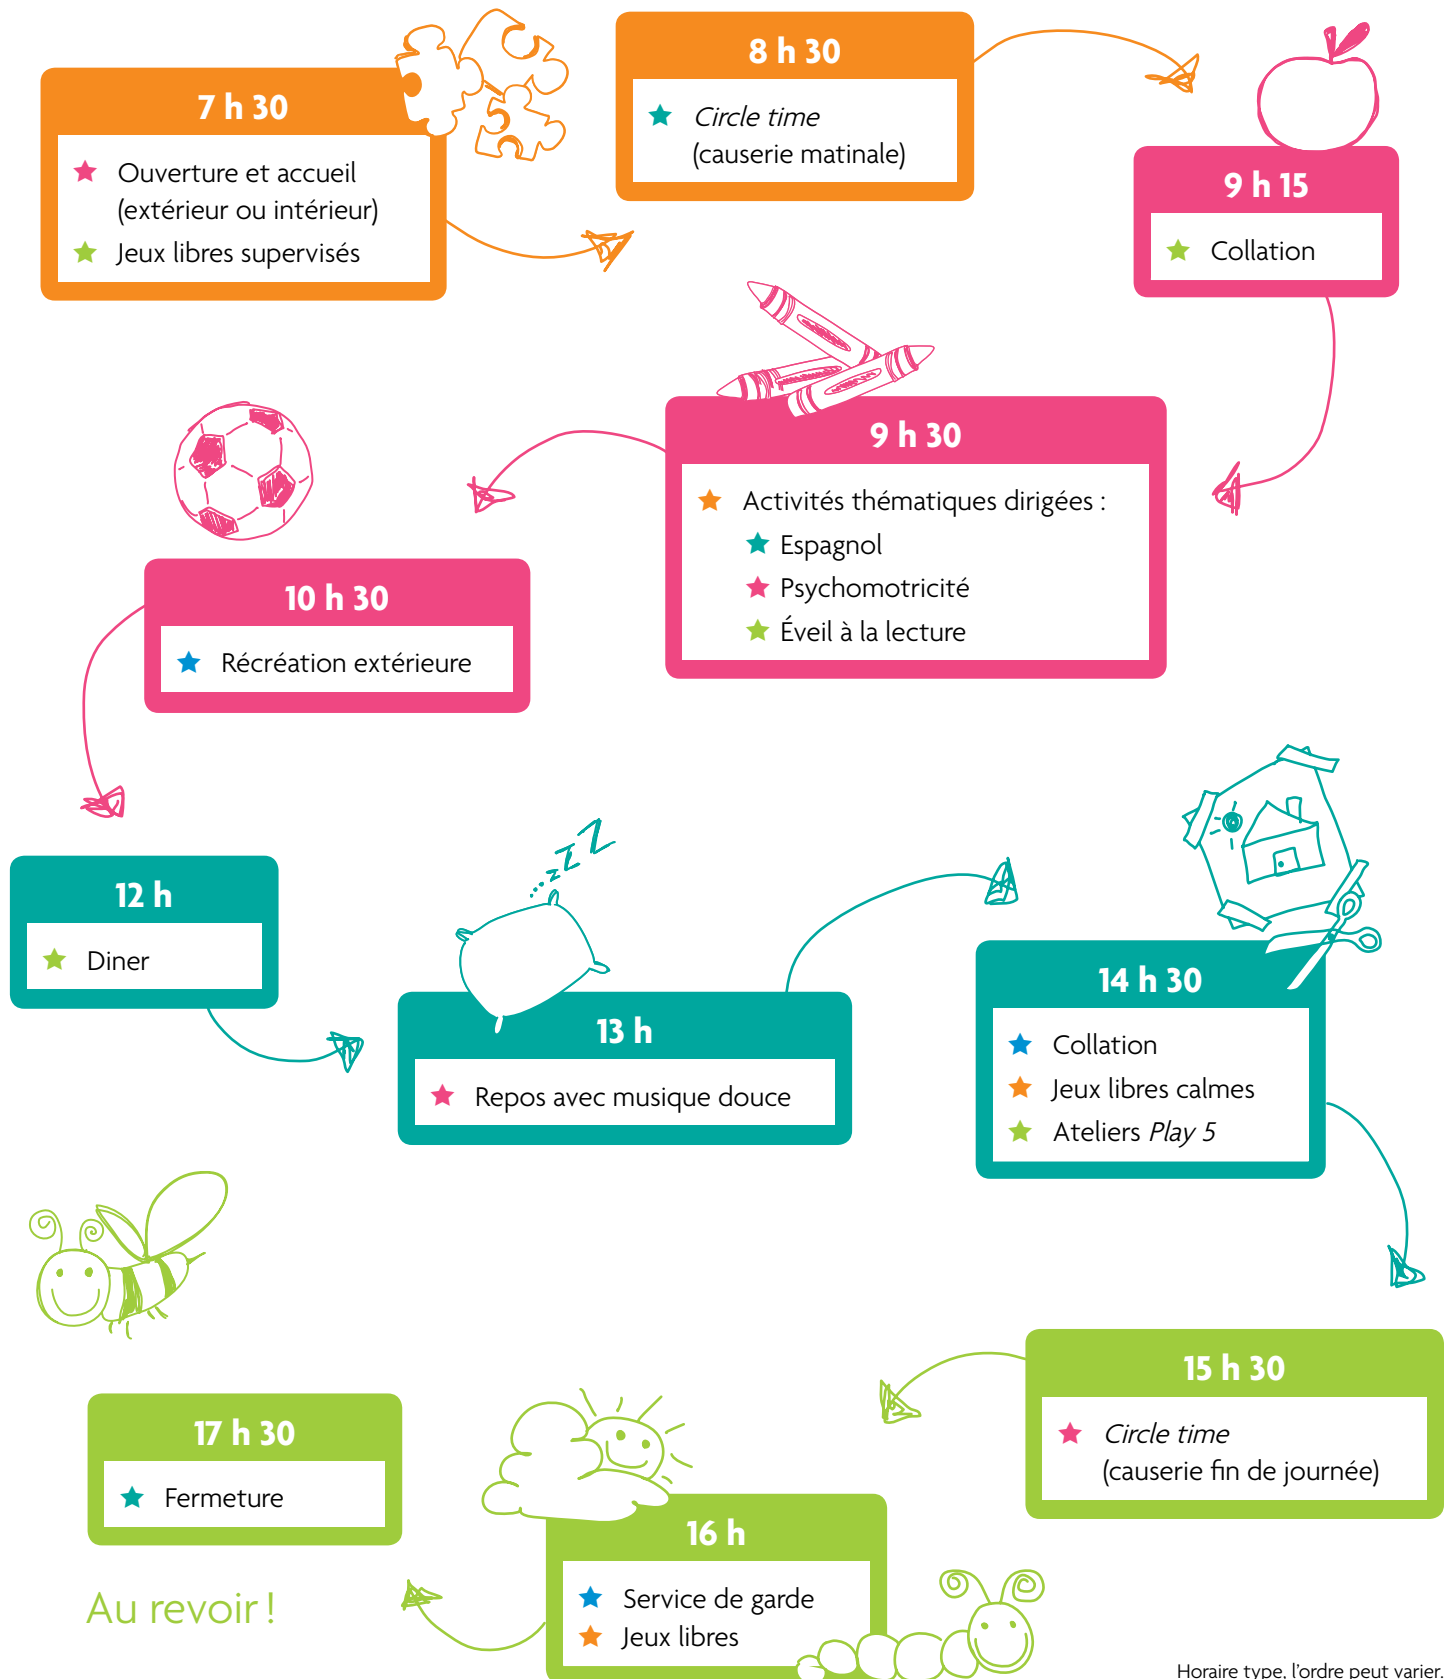 7 h 30
Ouverture et accueil
(extérieur ou intérieur)
Jeux libres supervisés
8 h 30
Circle time
(causerie matinale)
9 h 15
Collation
9 h 30
Activités thématiques dirigées :
Espagnol
Psychomotricité
Éveil à la lecture
10 h 30
Récréation extérieure
12 h
Diner
zzZZ
13 h
Repos avec musique douce
14 h 30
Collation
Jeux libres calmes
Ateliers Play 5
15 h 30
Circle time
(causerie fin de journée)
16 h
Service de garde
Jeux libres
17 h 30
Fermeture
Au revoir !
Horaire type, l'ordre peut varier.